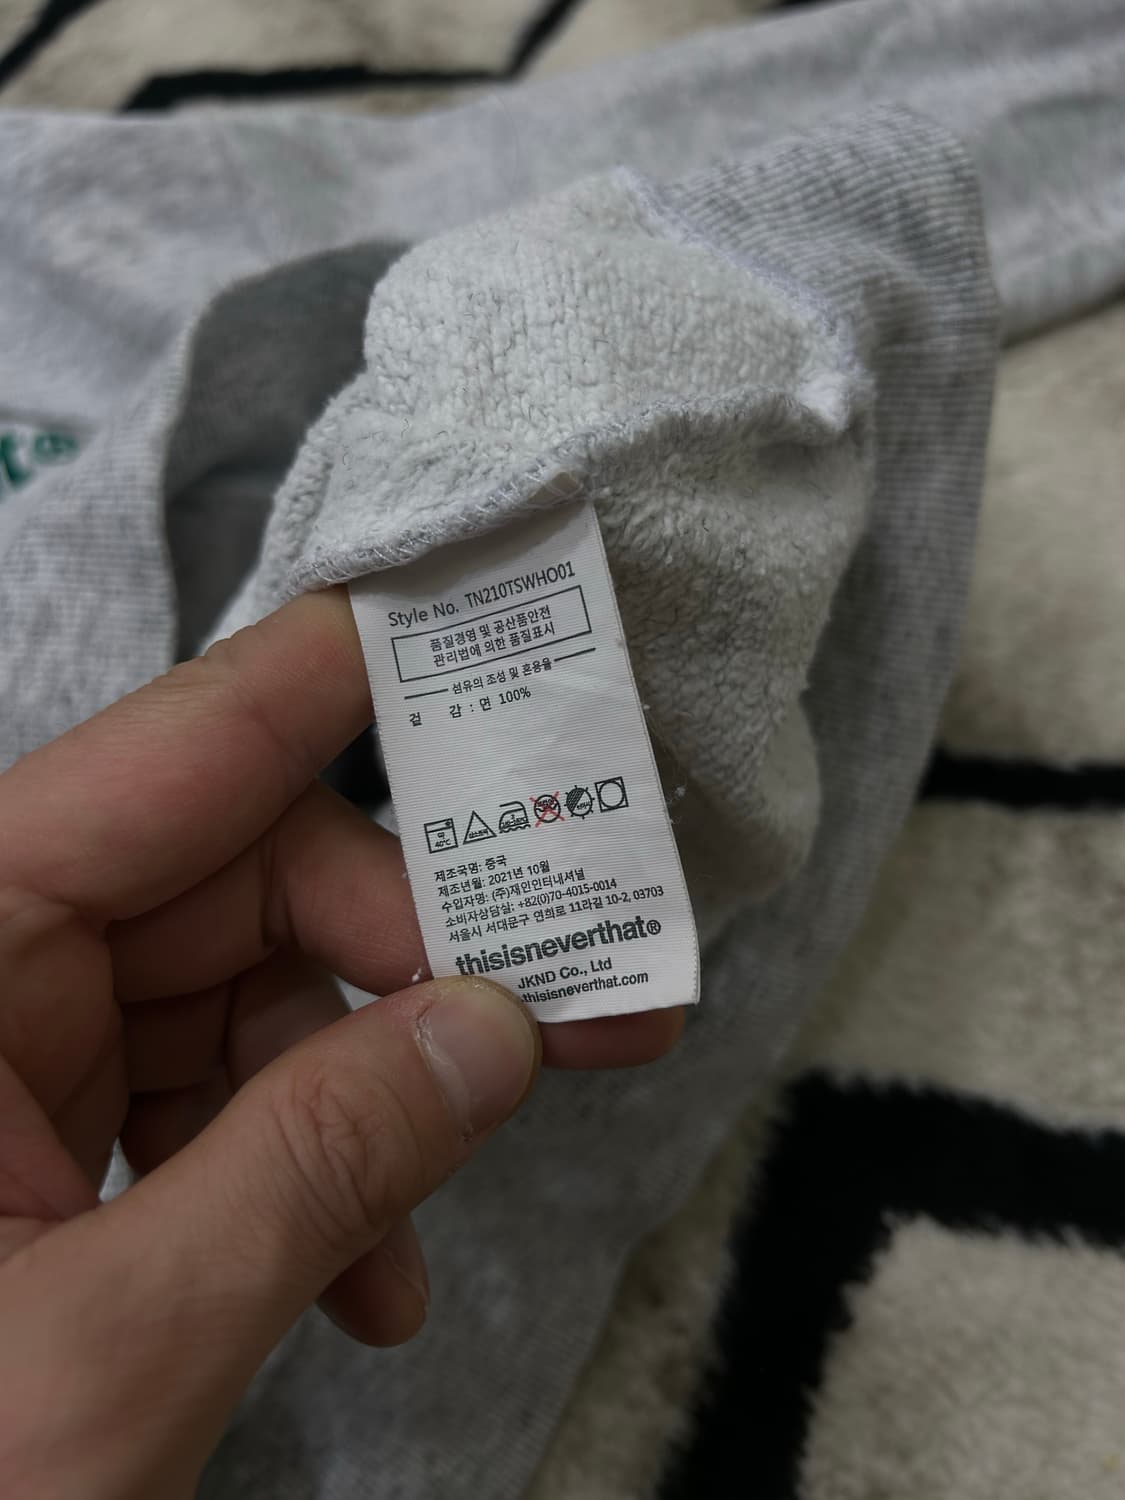 Style No. TN210TSWHO01
품질경영 및 공산품안전
관리법에 의한 품질표시
섬유의 조성 및 혼용율
겉 감 : 면 100%
약 40℃
제조국명: 중국
제조년월: 2021년 10월
수입자명: (주)재인인터내셔널
소비자상담실: +82(0)70-4015-0014
서울시 서대문구 연희로 11라길 10-2, 03703
thisisneverthat®
JKND Co., Ltd
thisisneverthat.com